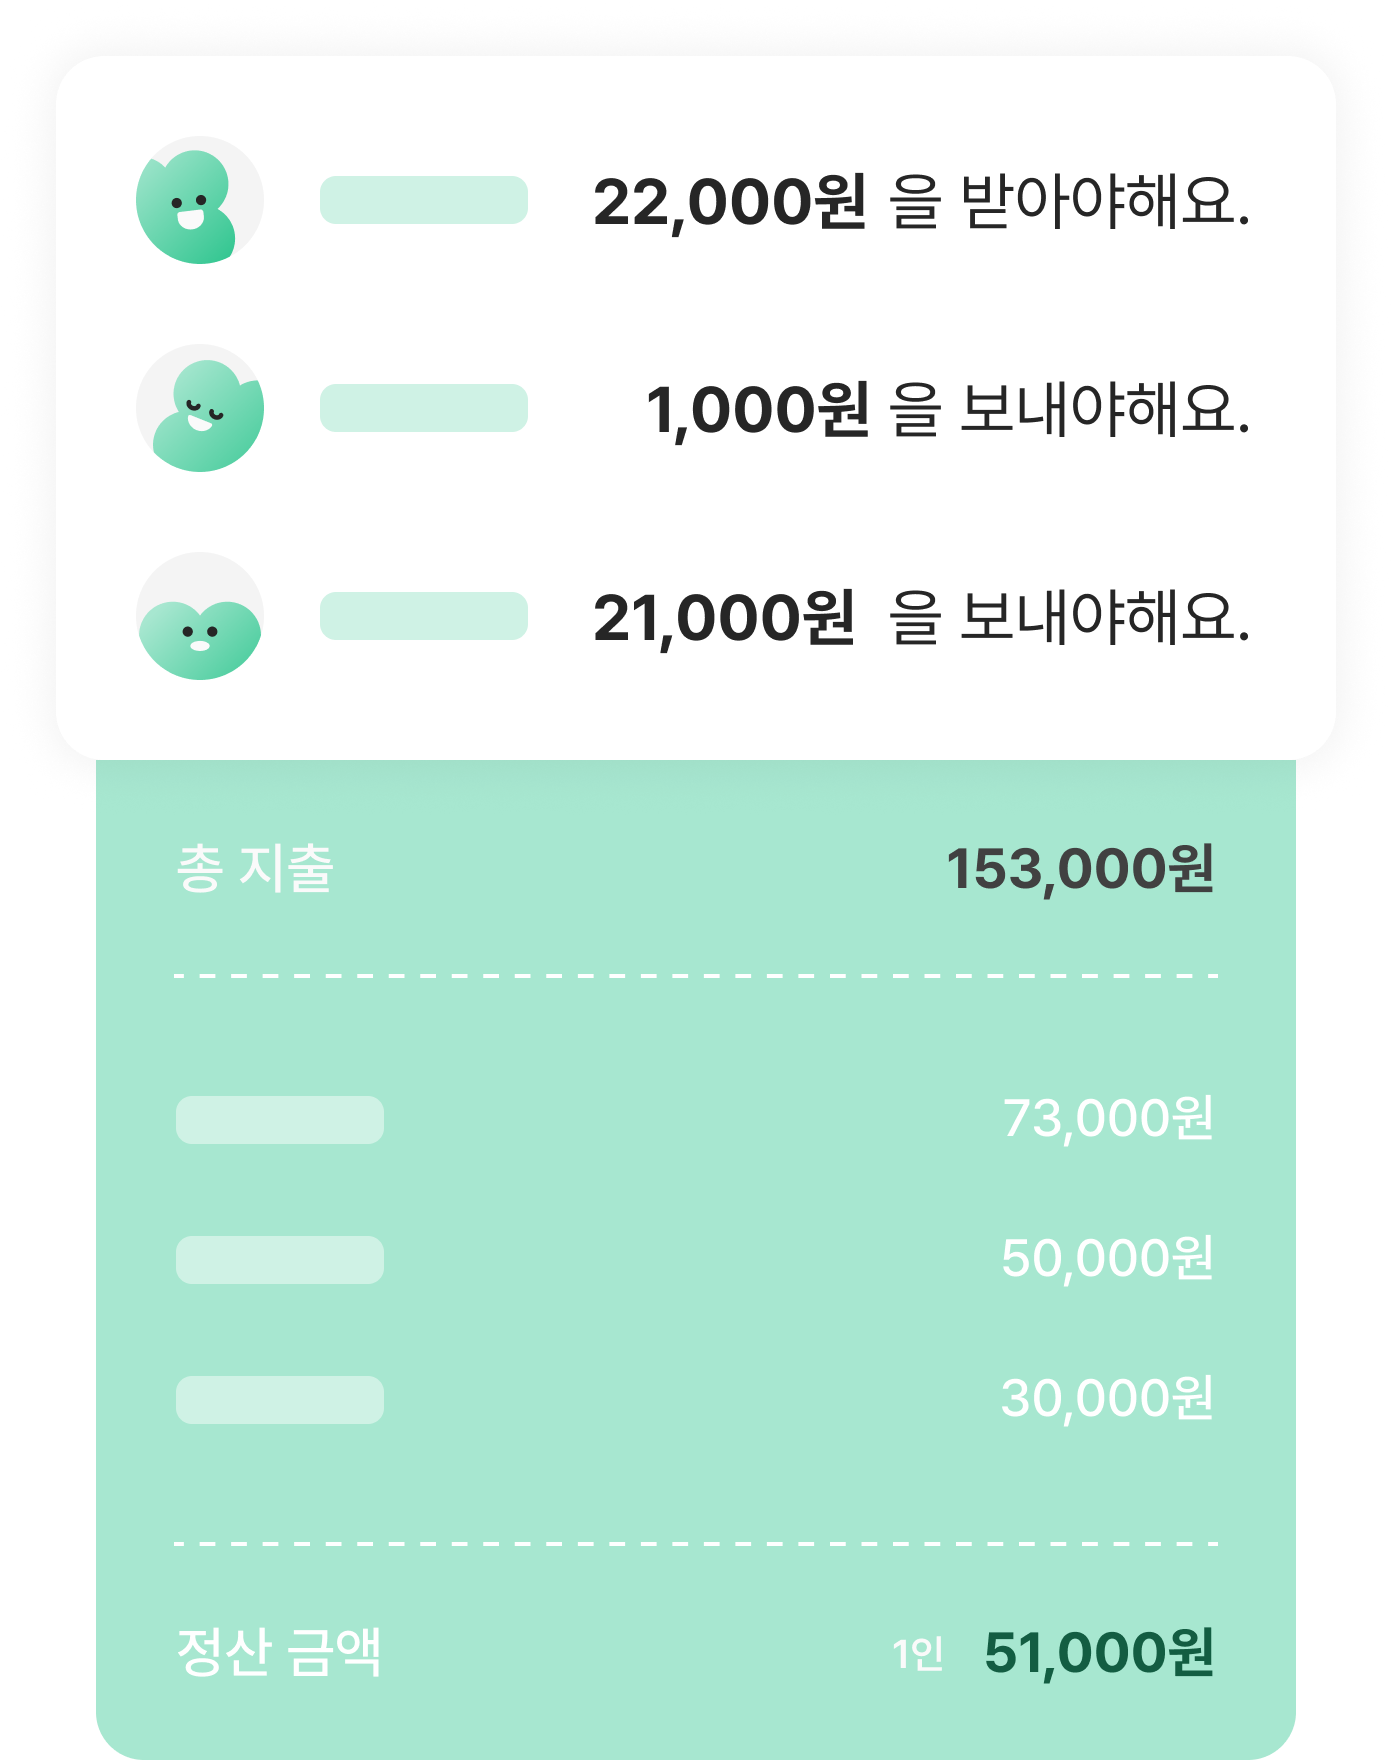 22,000원 을 받아야해요.
1,000원 을 보내야해요.
21,000원 을 보내야해요.
총 지출 153,000원
73,000원
50,000원
30,000원
정산 금액 1인 51,000원